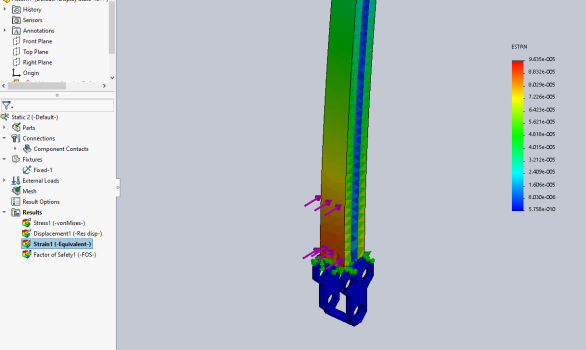 History
Sensors
Annotations
Front Plane
Top Plane
Right Plane
Origin
Static 2 (-Default-)
Parts
Connections
Component Contacts
Fixtures
Fixed-1
External Loads
Mesh
Result Options
Results
Stress1 (-vonMises-)
Displacement1 (-Res disp-)
Strain1 (-Equivalent-)
Factor of Safety1 (-FOS-)
ESTRN
9.635e-005
8.832e-005
8.029e-005
7.226e-005
6.423e-005
5.621e-005
4.818e-005
4.015e-005
3.212e-005
2.409e-005
1.606e-005
8.030e-006
5.758e-010